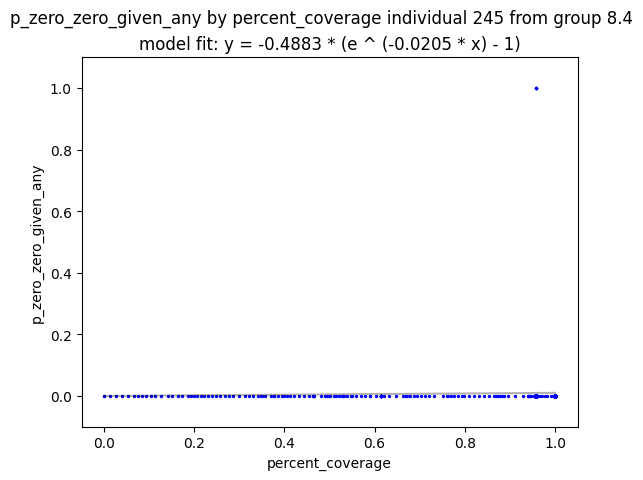 p_zero_zero_given_any by percent_coverage individual 245 from group 8.4
model fit: y = -0.4883 * (e ^ (-0.0205 * x) - 1)
1.0
0.8
0.6
0.4
0.2
0.0
p_zero_zero_given_any
0.0 0.2 0.4 0.6 0.8 1.0
percent_coverage